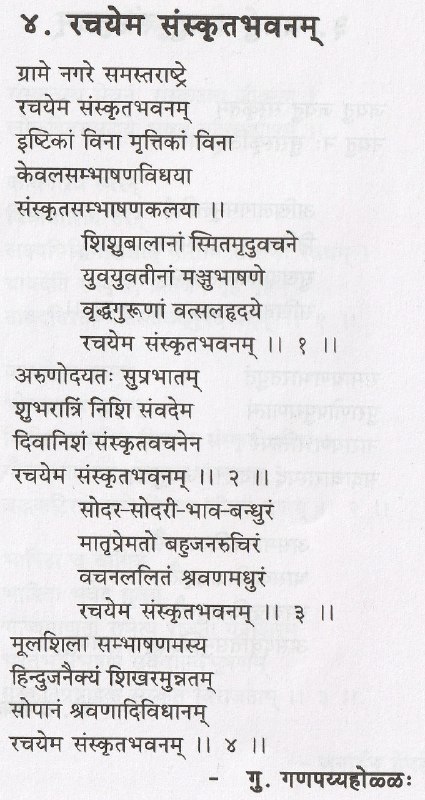 ४. रचयेम संस्कृतभवनम्
ग्रामे नगरे समस्तराष्ट्रे
रचयेम संस्कृतभवनम्
इष्टिकां विना मृत्तिकां विना
केवलसम्भाषणविधया
संस्कृतसम्भाषणकलया ।।
शिशुबालानां स्मितमृदुवचने
युवयुवतीनां मञ्जुभाषणे
वृद्धगुरूणां वत्सलहृदये
रचयेम संस्कृतभवनम् ।। १ ।।
अरुणोदयतः सुप्रभातम्
शुभरात्रिं निशि संवदेम
दिवानिशं संस्कृतवचनेन
रचयेम संस्कृतभवनम् ।। २ ।।
सोदर-सोदरी-भाव-बन्धुरं
मातृप्रेमतो बहुजनरुचिरं
वचनललितं श्रवणमधुरं
रचयेम संस्कृतभवनम् ।। ३ ।।
मूलशिला सम्भाषणमस्य
हिन्दुजनैक्यं शिखरमुन्नतम्
सोपानं श्रवणादिविधानम्
रचयेम संस्कृतभवनम् ।। ४ ।।
- गु. गणपय्यहोळ्ळः